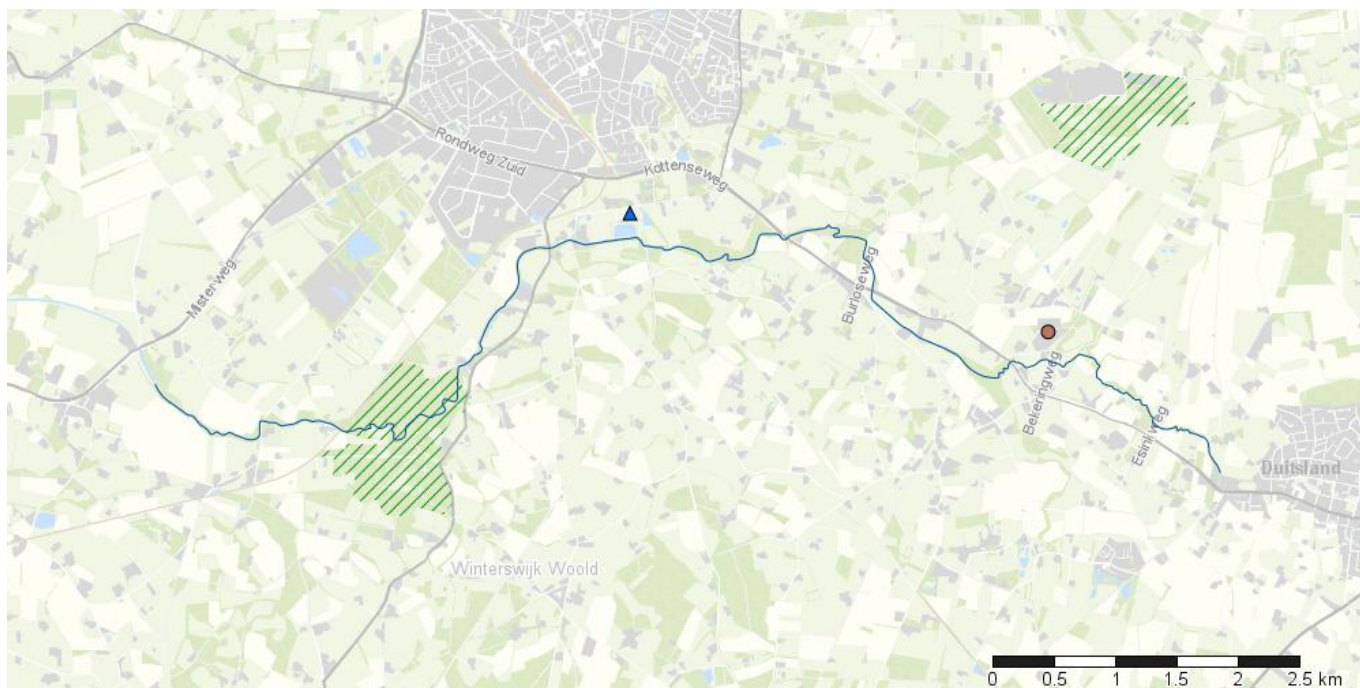 Rondweg Zuid
Kottenseweg
Misterweg
Burloseweg
Bekeringweg
Esinkweg
Duitsland
Winterswijk Woold
0 0.5 1 1.5 2 2.5 km